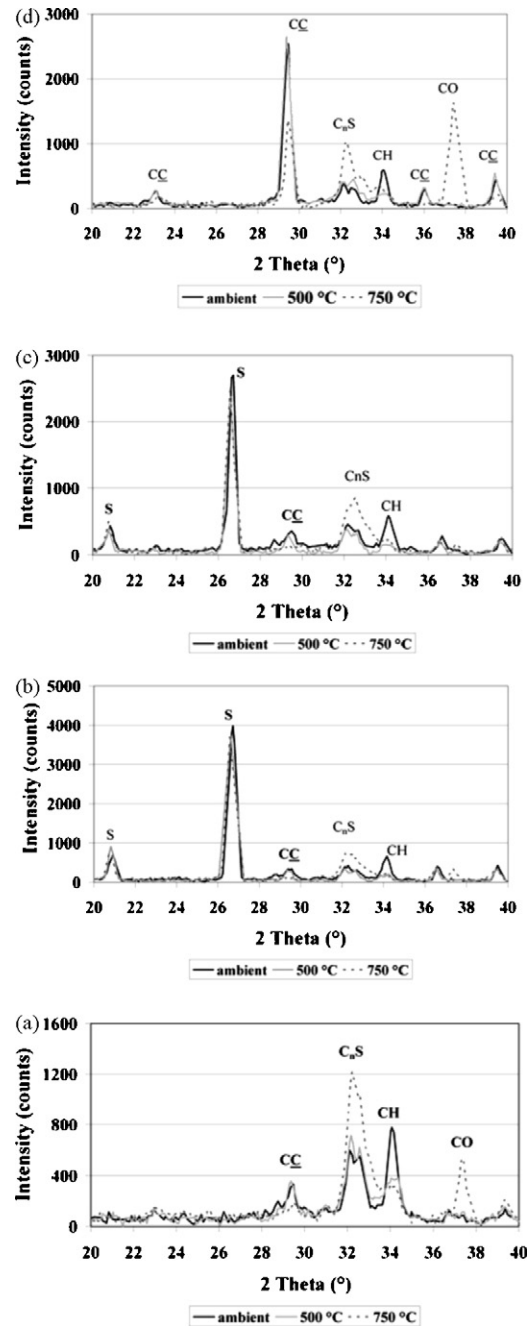 (d)
3000
2000
1000
0
Intensity (counts)
CC
CC
CnS
CH
CC
CO
CC
20 22 24 26 28 30 32 34 36 38 40
2 Theta (°)
ambient 500 °C 750 °C
(c)
3000
2000
1000
0
Intensity (counts)
S
S
CC
CnS
CH
20 22 24 26 28 30 32 34 36 38 40
2 Theta (°)
ambient 500 °C 750 °C
(b)
5000
4000
3000
2000
1000
0
Intensity (counts)
S
S
CC
CnS
CH
20 22 24 26 28 30 32 34 36 38 40
2 Theta (°)
ambient 500 °C 750 °C
(a)
1600
1200
800
400
0
Intensity (counts)
CC
CnS
CH
CO
20 22 24 26 28 30 32 34 36 38 40
2 Theta (°)
ambient 500 °C 750 °C